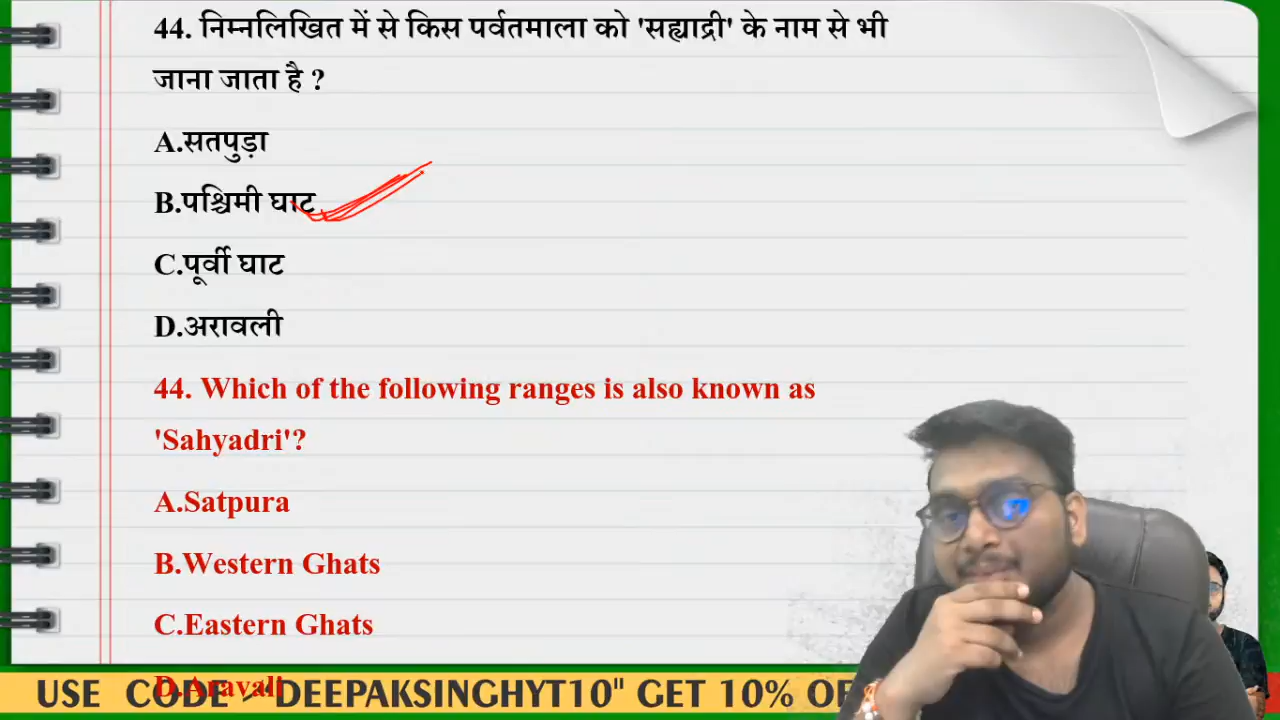 44. निम्नलिखित में से किस पर्वतमाला को 'सह्याद्री' के नाम से भी
जाना जाता है ?
A.सतपुड़ा
B.पश्चिमी घाट
C.पूर्वी घाट
D.अरावली
44. Which of the following ranges is also known as
'Sahyadri'?
A.Satpura
B.Western Ghats
C.Eastern Ghats
D.Aravali
USE CODE :- "DEEPAKSINGHYT10" GET 10% OF